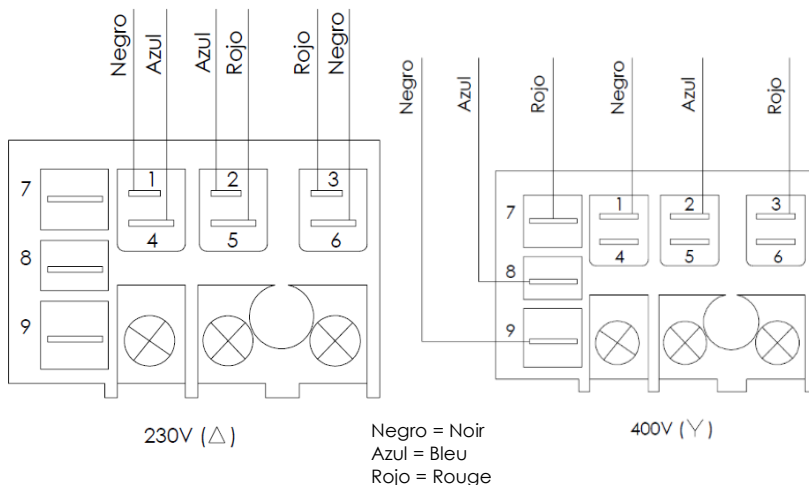 Negro
Azul
Azul
Rojo
Rojo
Negro
7
1
2
3
4
5
6
8
9
230V (△)
Negro
Azul
Rojo
Negro
Azul
Rojo
7
1
2
3
4
5
6
8
9
400V (Y)
Negro = Noir
Azul = Bleu
Rojo = Rouge